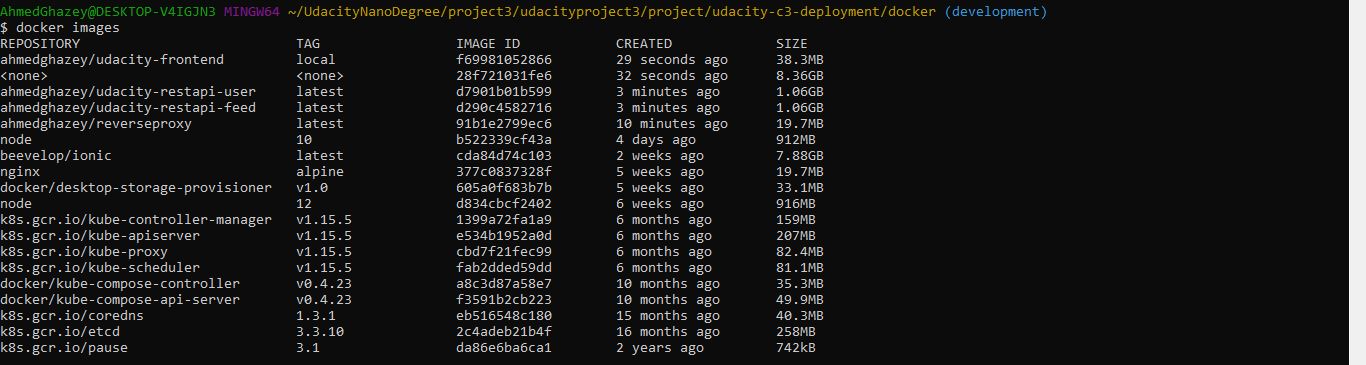 AhmedGhazey@DESKTOP-V4IGJN3 MINGW64 ~/UdacityNanoDegree/project3/udacityproject3/project/udacity-c3-deployment/docker (development)
$ docker images
REPOSITORY TAG IMAGE ID CREATED SIZE
ahmedghazey/udacity-frontend local f69981052866 29 seconds ago 38.3MB
<none> <none> 28f721031fe6 32 seconds ago 8.36GB
ahmedghazey/udacity-restapi-user latest d7901b01b599 3 minutes ago 1.06GB
ahmedghazey/udacity-restapi-feed latest d290c4582716 3 minutes ago 1.06GB
ahmedghazey/reverseproxy latest 91b1e2799ec6 10 minutes ago 19.7MB
node 10 b522339cf43a 4 days ago 912MB
beevelop/ionic latest cda84d74c103 2 weeks ago 7.88GB
nginx alpine 377c0837328f 5 weeks ago 19.7MB
docker/desktop-storage-provisioner v1.0 605a0f683b7b 5 weeks ago 33.1MB
node 12 d834cbcf2402 6 weeks ago 916MB
k8s.gcr.io/kube-controller-manager v1.15.5 1399a72fa1a9 6 months ago 159MB
k8s.gcr.io/kube-apiserver v1.15.5 e534b1952a0d 6 months ago 207MB
k8s.gcr.io/kube-proxy v1.15.5 cbd7f21fec99 6 months ago 82.4MB
k8s.gcr.io/kube-scheduler v1.15.5 fab2dded59dd 6 months ago 81.1MB
docker/kube-compose-controller v0.4.23 a8c3d87a58e7 10 months ago 35.3MB
docker/kube-compose-api-server v0.4.23 f3591b2cb223 10 months ago 49.9MB
k8s.gcr.io/coredns 1.3.1 eb516548c180 15 months ago 40.3MB
k8s.gcr.io/etcd 3.3.10 2c4adeb21b4f 16 months ago 258MB
k8s.gcr.io/pause 3.1 da86e6ba6ca1 2 years ago 742kB